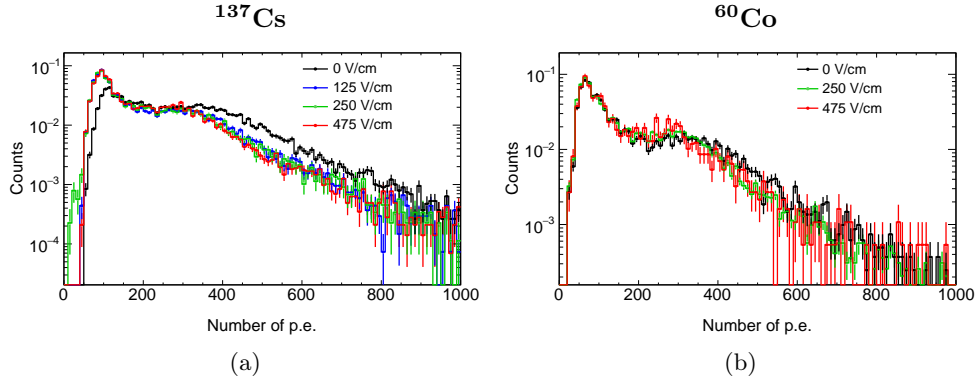 ¹³⁷Cs
⁶⁰Co
Counts
10⁻¹
10⁻²
10⁻³
10⁻⁴
0 V/cm
125 V/cm
250 V/cm
475 V/cm
0 200 400 600 800 1000
Number of p.e.
(a)
Counts
10⁻¹
10⁻²
10⁻³
0 V/cm
250 V/cm
475 V/cm
0 200 400 600 800 1000
Number of p.e.
(b)